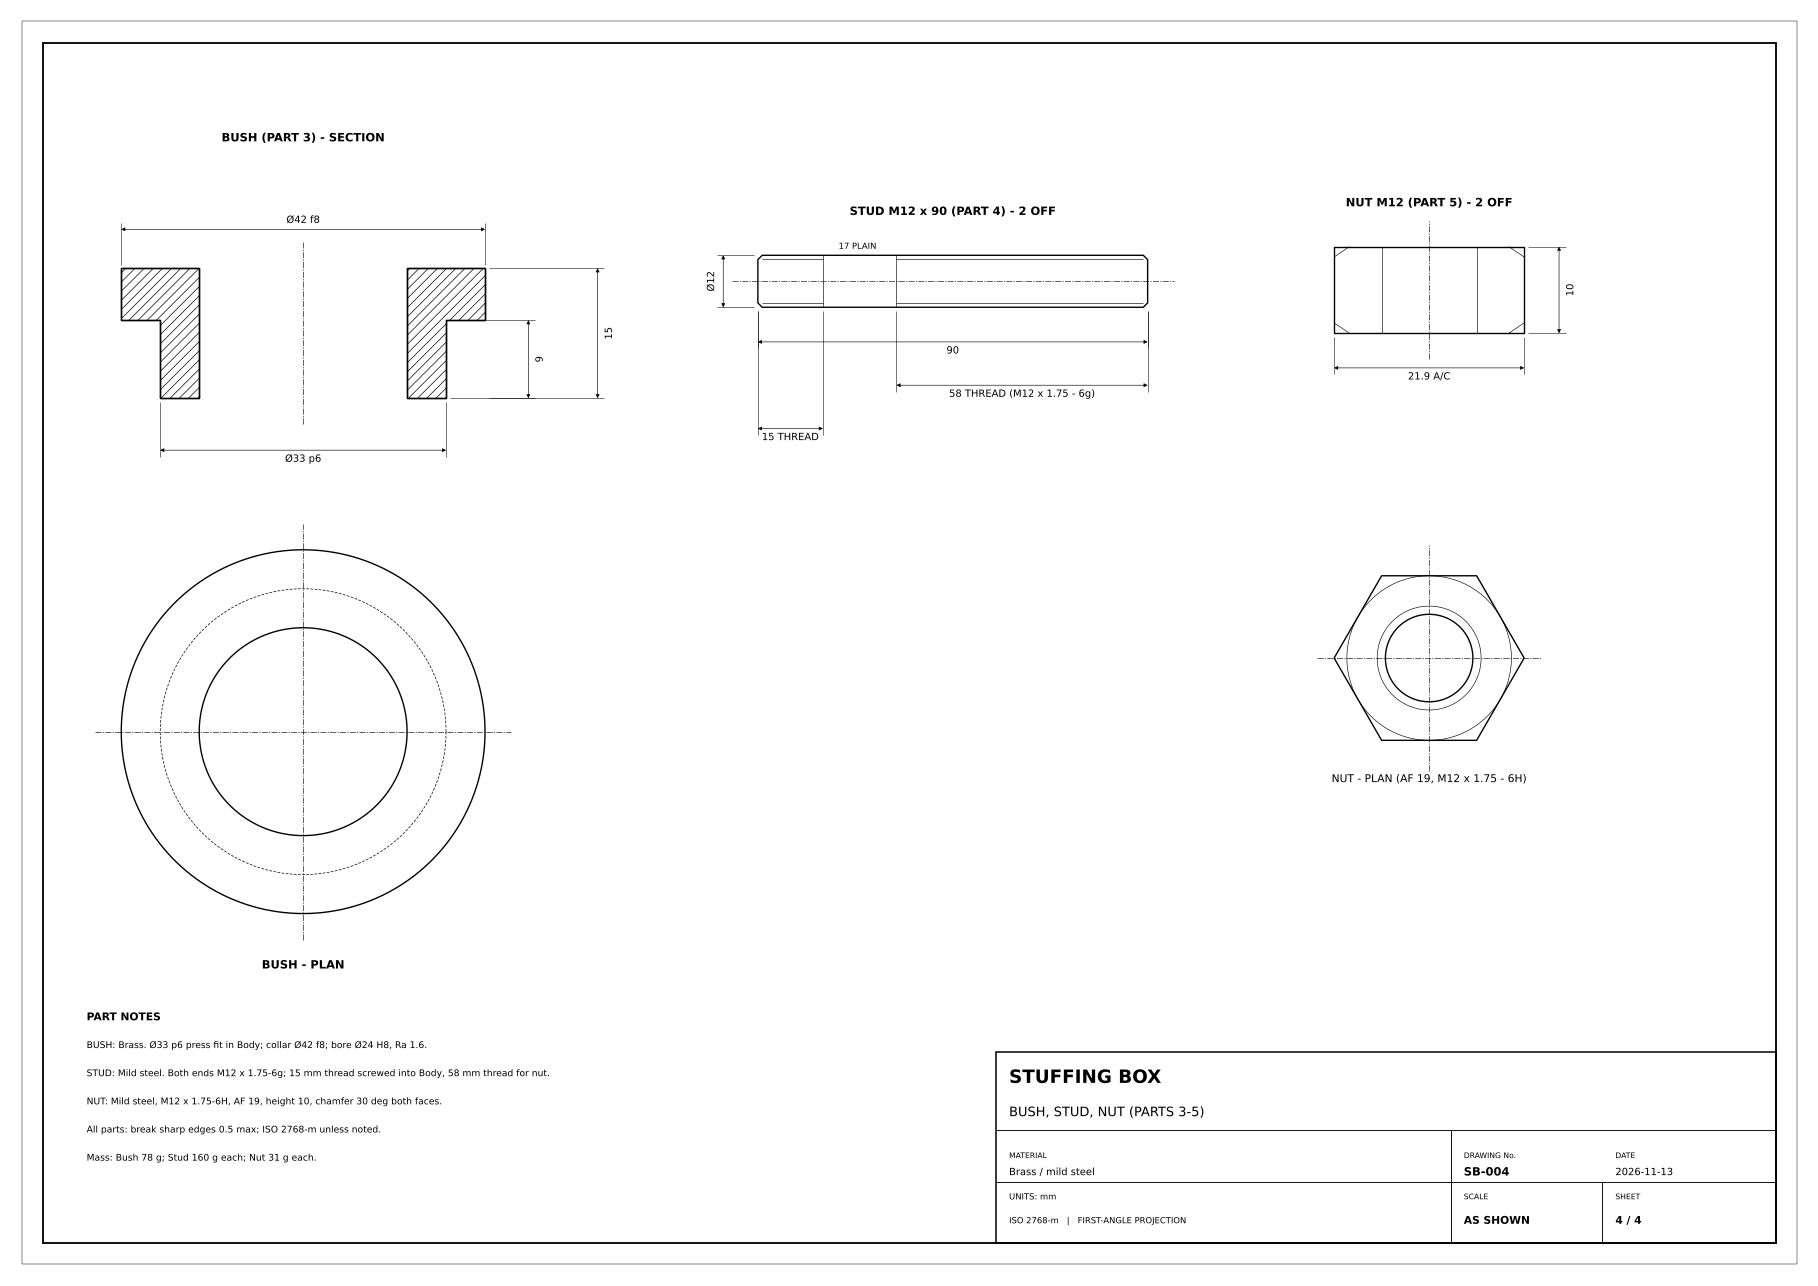 BUSH (PART 3) - SECTION
Ø42 f8
15
9
Ø33 p6
STUD M12 x 90 (PART 4) - 2 OFF
17 PLAIN
Ø12
90
58 THREAD (M12 x 1.75 - 6g)
15 THREAD
NUT M12 (PART 5) - 2 OFF
10
21.9 A/C
NUT - PLAN (AF 19, M12 x 1.75 - 6H)
BUSH - PLAN
PART NOTES
BUSH: Brass. Ø33 p6 press fit in Body; collar Ø42 f8; bore Ø24 H8, Ra 1.6.
STUD: Mild steel. Both ends M12 x 1.75-6g; 15 mm thread screwed into Body, 58 mm thread for nut.
NUT: Mild steel, M12 x 1.75-6H, AF 19, height 10, chamfer 30 deg both faces.
All parts: break sharp edges 0.5 max; ISO 2768-m unless noted.
Mass: Bush 78 g; Stud 160 g each; Nut 31 g each.
STUFFING BOX
BUSH, STUD, NUT (PARTS 3-5)
MATERIAL
Brass / mild steel
DRAWING No.
SB-004
DATE
2026-11-13
UNITS: mm
ISO 2768-m | FIRST-ANGLE PROJECTION
SCALE
AS SHOWN
SHEET
4 / 4